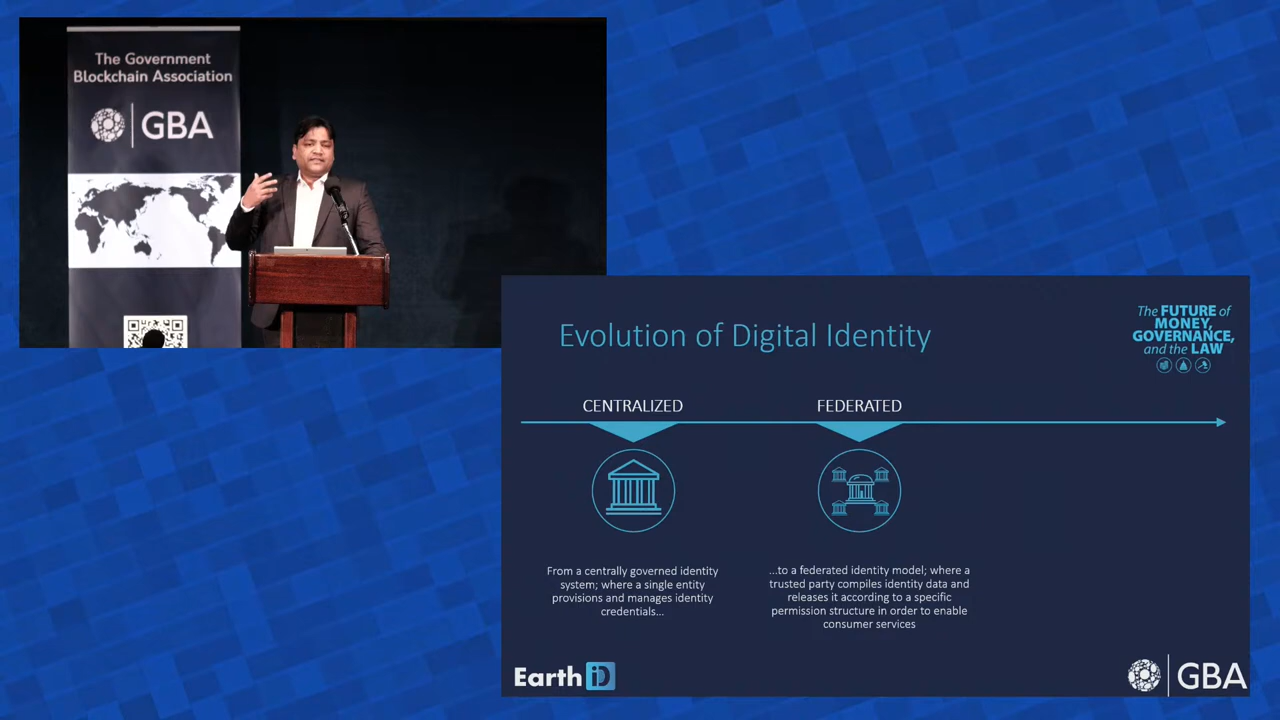 The Government
Blockchain Association
GBA
Evolution of Digital Identity
The FUTURE of
MONEY,
GOVERNANCE,
and the LAW
CENTRALIZED
FEDERATED
From a centrally governed identity
system; where a single entity
provisions and manages identity
credentials...
...to a federated identity model; where a
trusted party compiles identity data and
releases it according to a specific
permission structure in order to enable
consumer services
Earth iD
GBA